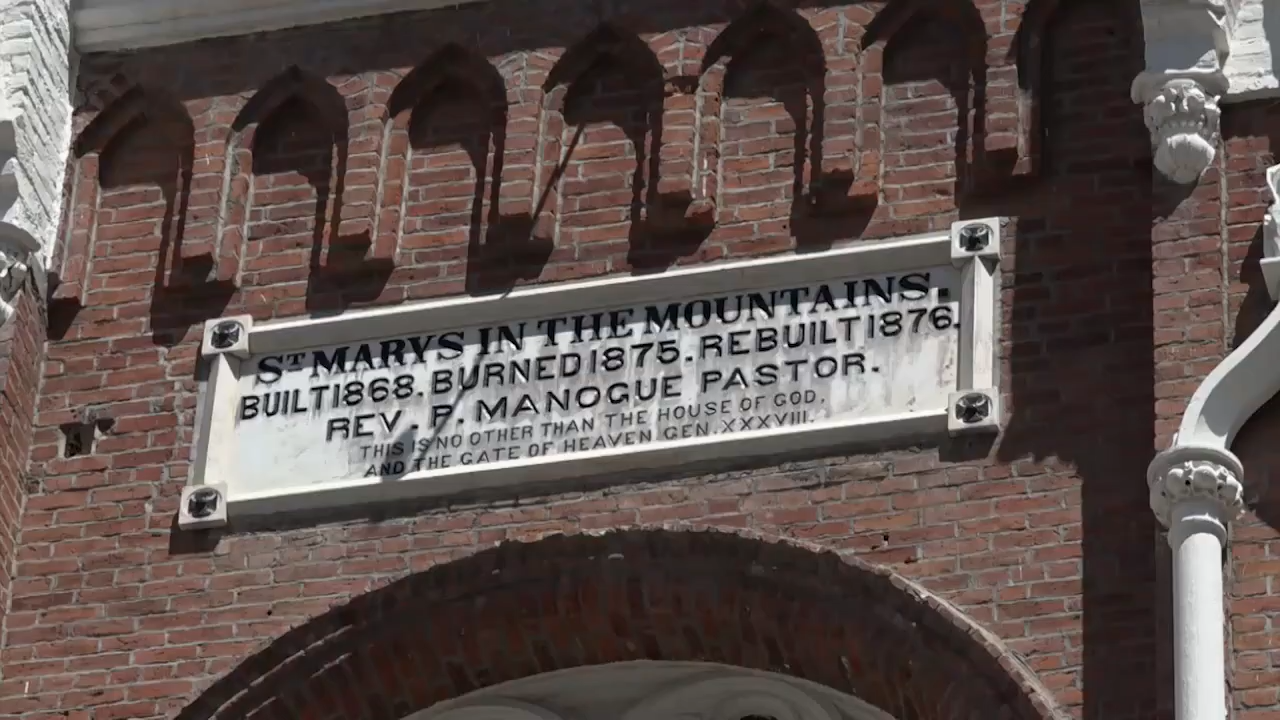 ST MARYS IN THE MOUNTAINS.
BUILT 1868. BURNED 1875. REBUILT 1876.
REV. P. MANOGUE PASTOR.
THIS IS NO OTHER THAN THE HOUSE OF GOD,
AND THE GATE OF HEAVEN GEN. XXXVIII.